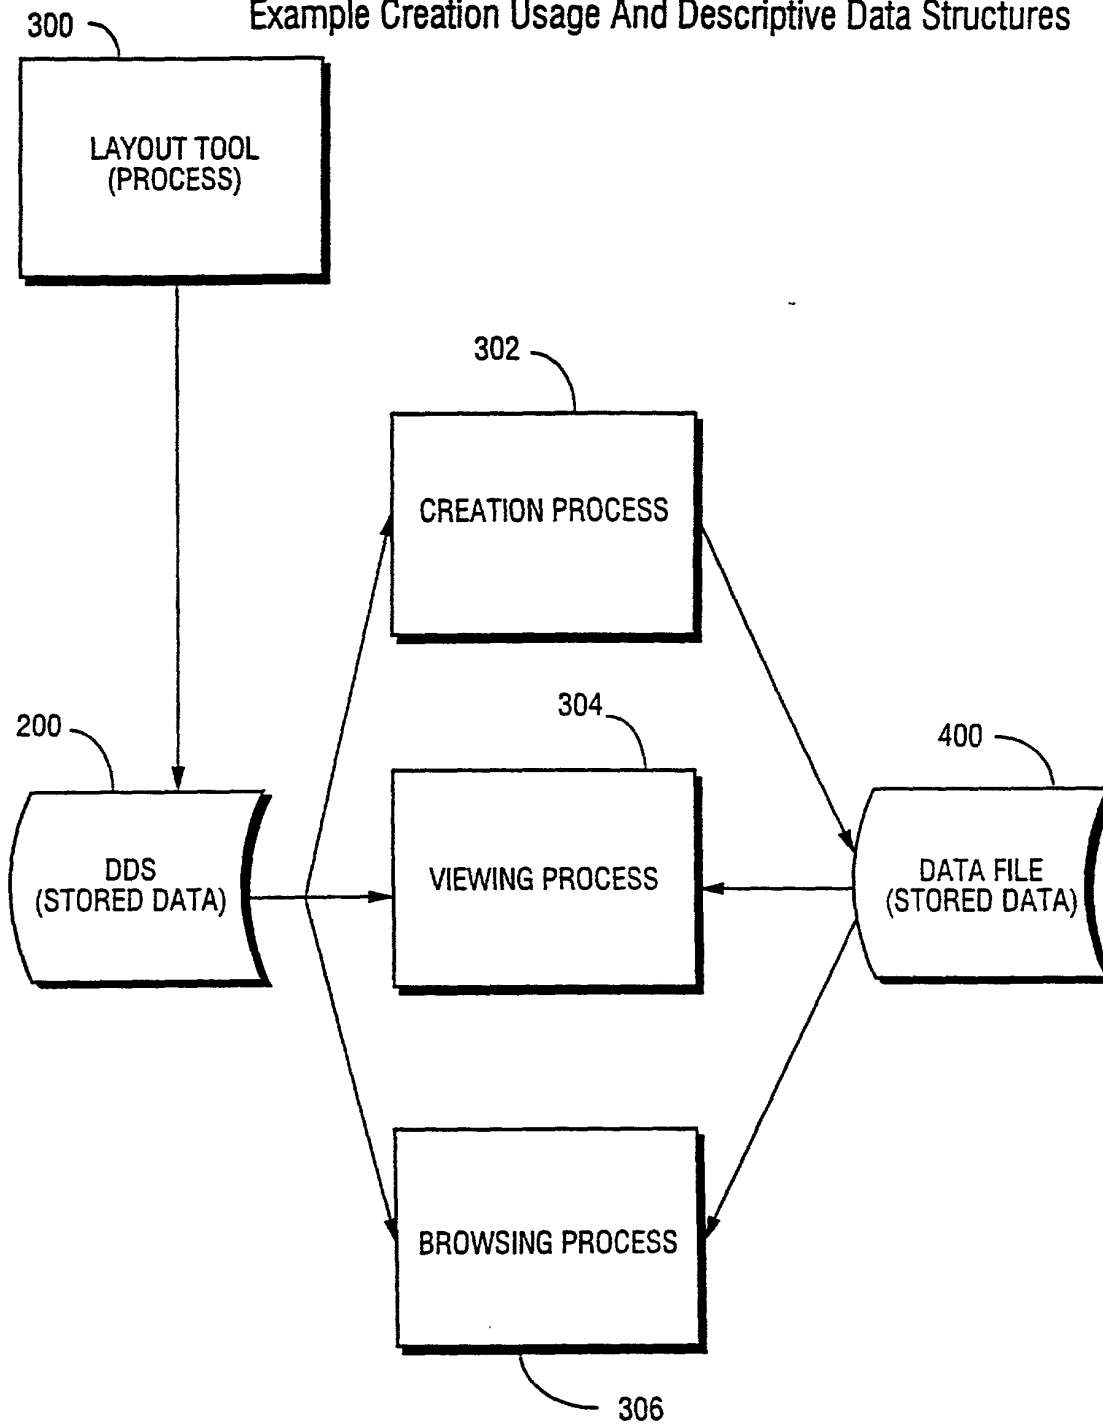 Example Creation Usage And Descriptive Data Structures
300
LAYOUT TOOL
(PROCESS)
302
CREATION PROCESS
304
200
400
DDS
(STORED DATA)
VIEWING PROCESS
DATA FILE
(STORED DATA)
BROWSING PROCESS
306